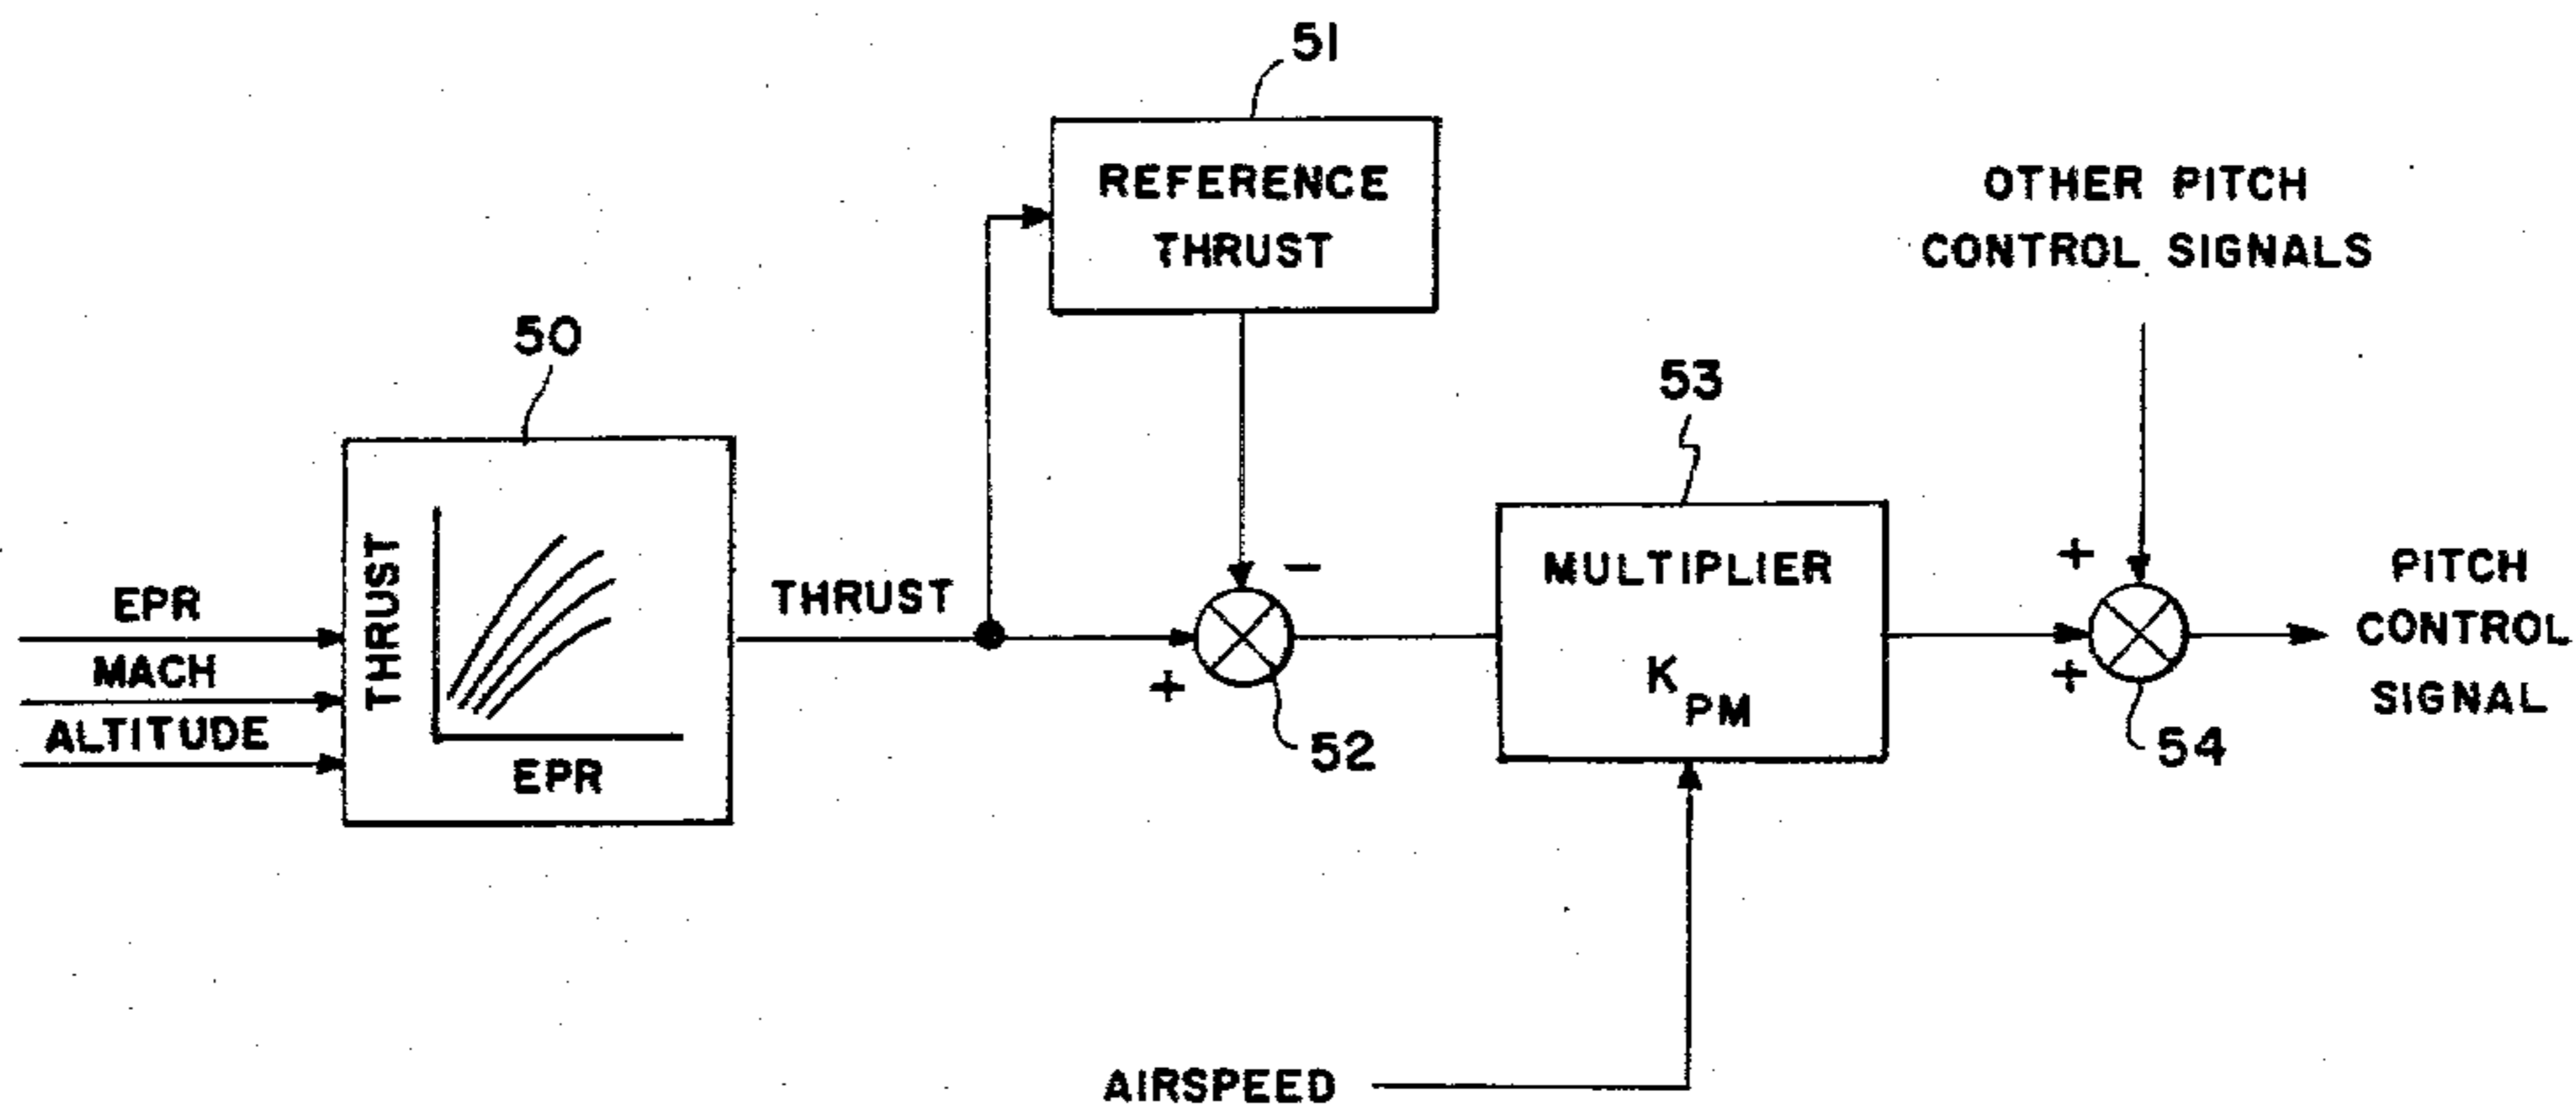 51
REFERENCE
THRUST
OTHER PITCH
CONTROL SIGNALS
50
53
THRUST
EPR
EPR
MACH
ALTITUDE
THRUST
+
-
52
MULTIPLIER
K PM
AIRSPEED
+
+
54
PITCH
CONTROL
SIGNAL